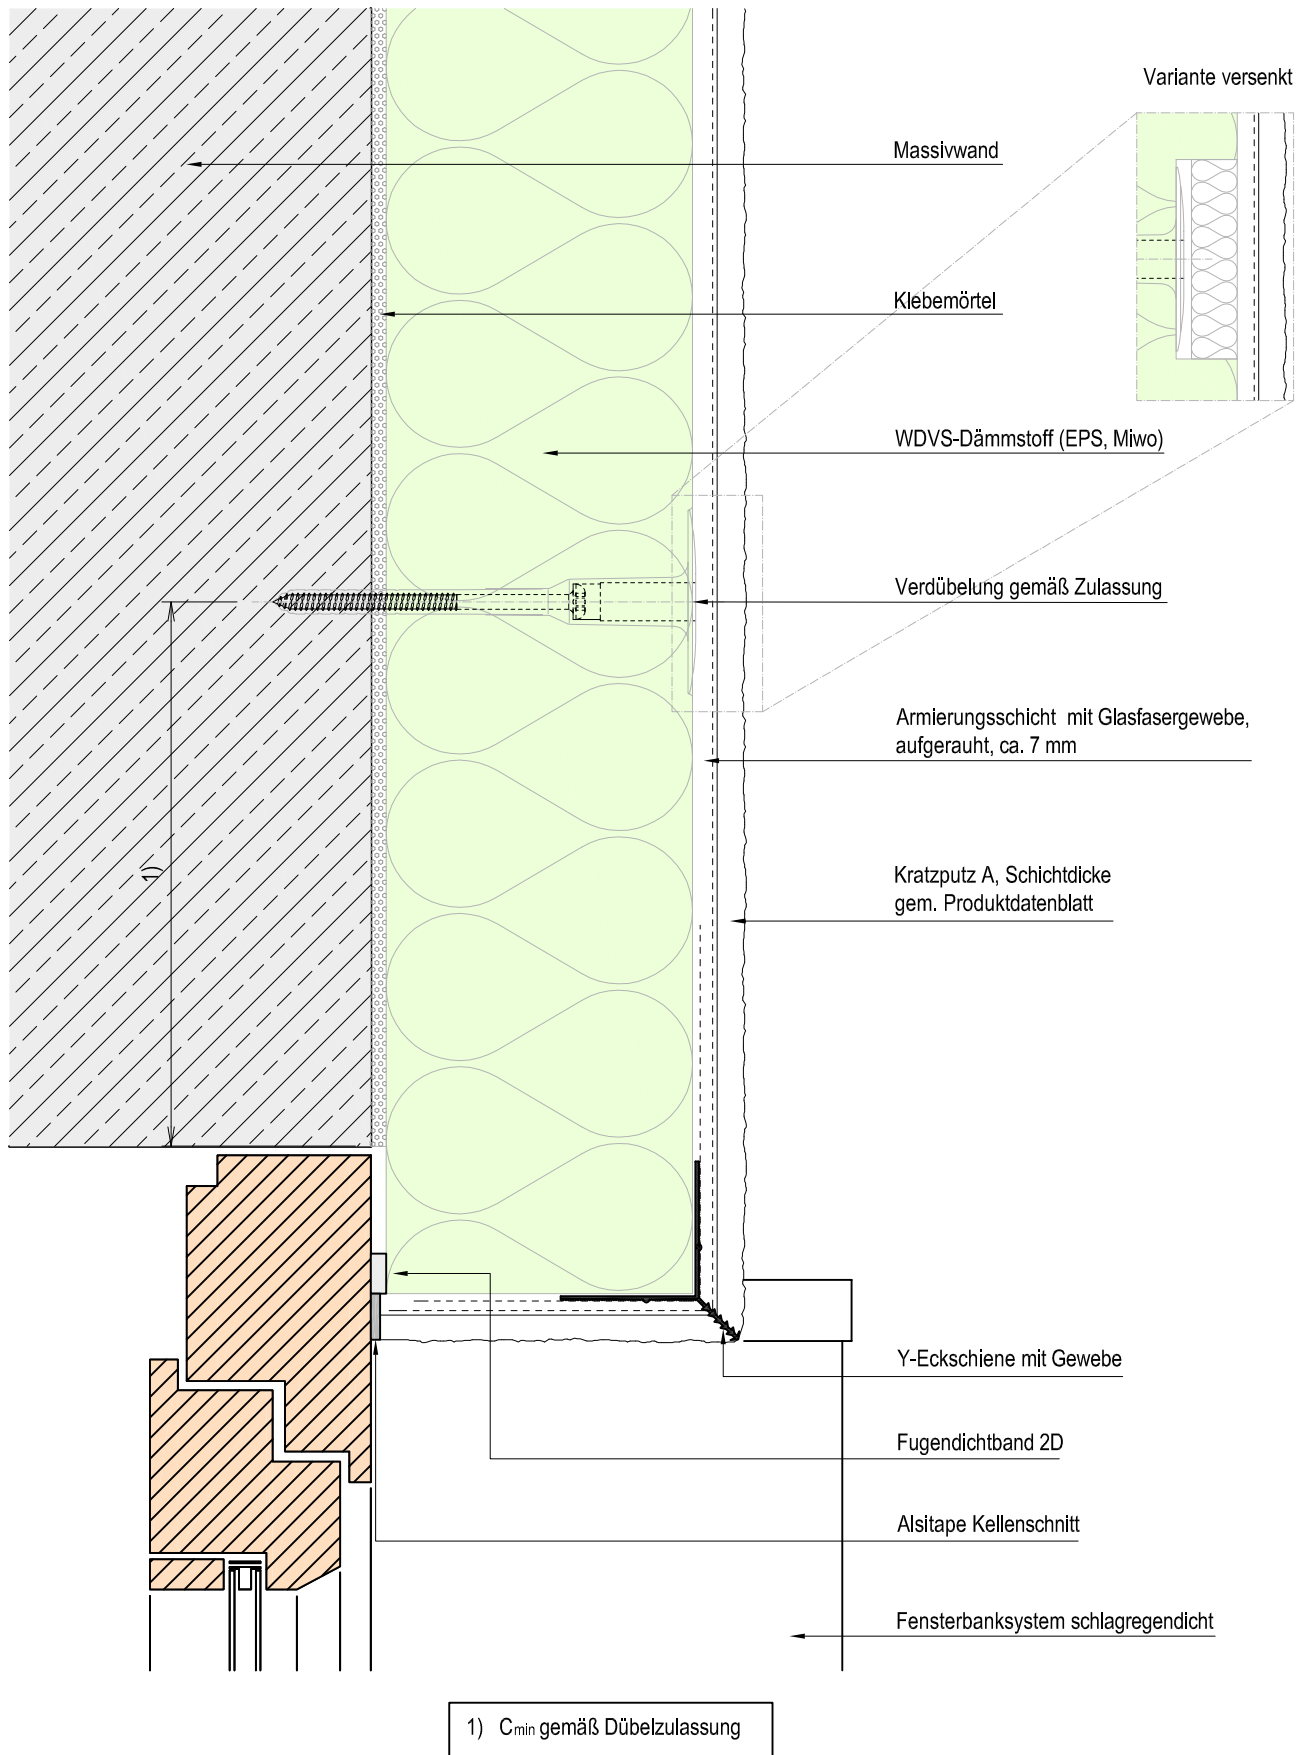 Variante versenkt
Massivwand
Klebemörtel
WDVS-Dämmstoff (EPS, Miwo)
Verdübelung gemäß Zulassung
Armierungsschicht mit Glasfasergewebe,
aufgerauht, ca. 7 mm
1)
Kratzputz A, Schichtdicke
gem. Produktdatenblatt
Y-Eckschiene mit Gewebe
Fugendichtband 2D
Alsitape Kellenschnitt
Fensterbanksystem schlagregendicht
1) Cmin gemäß Dübelzulassung